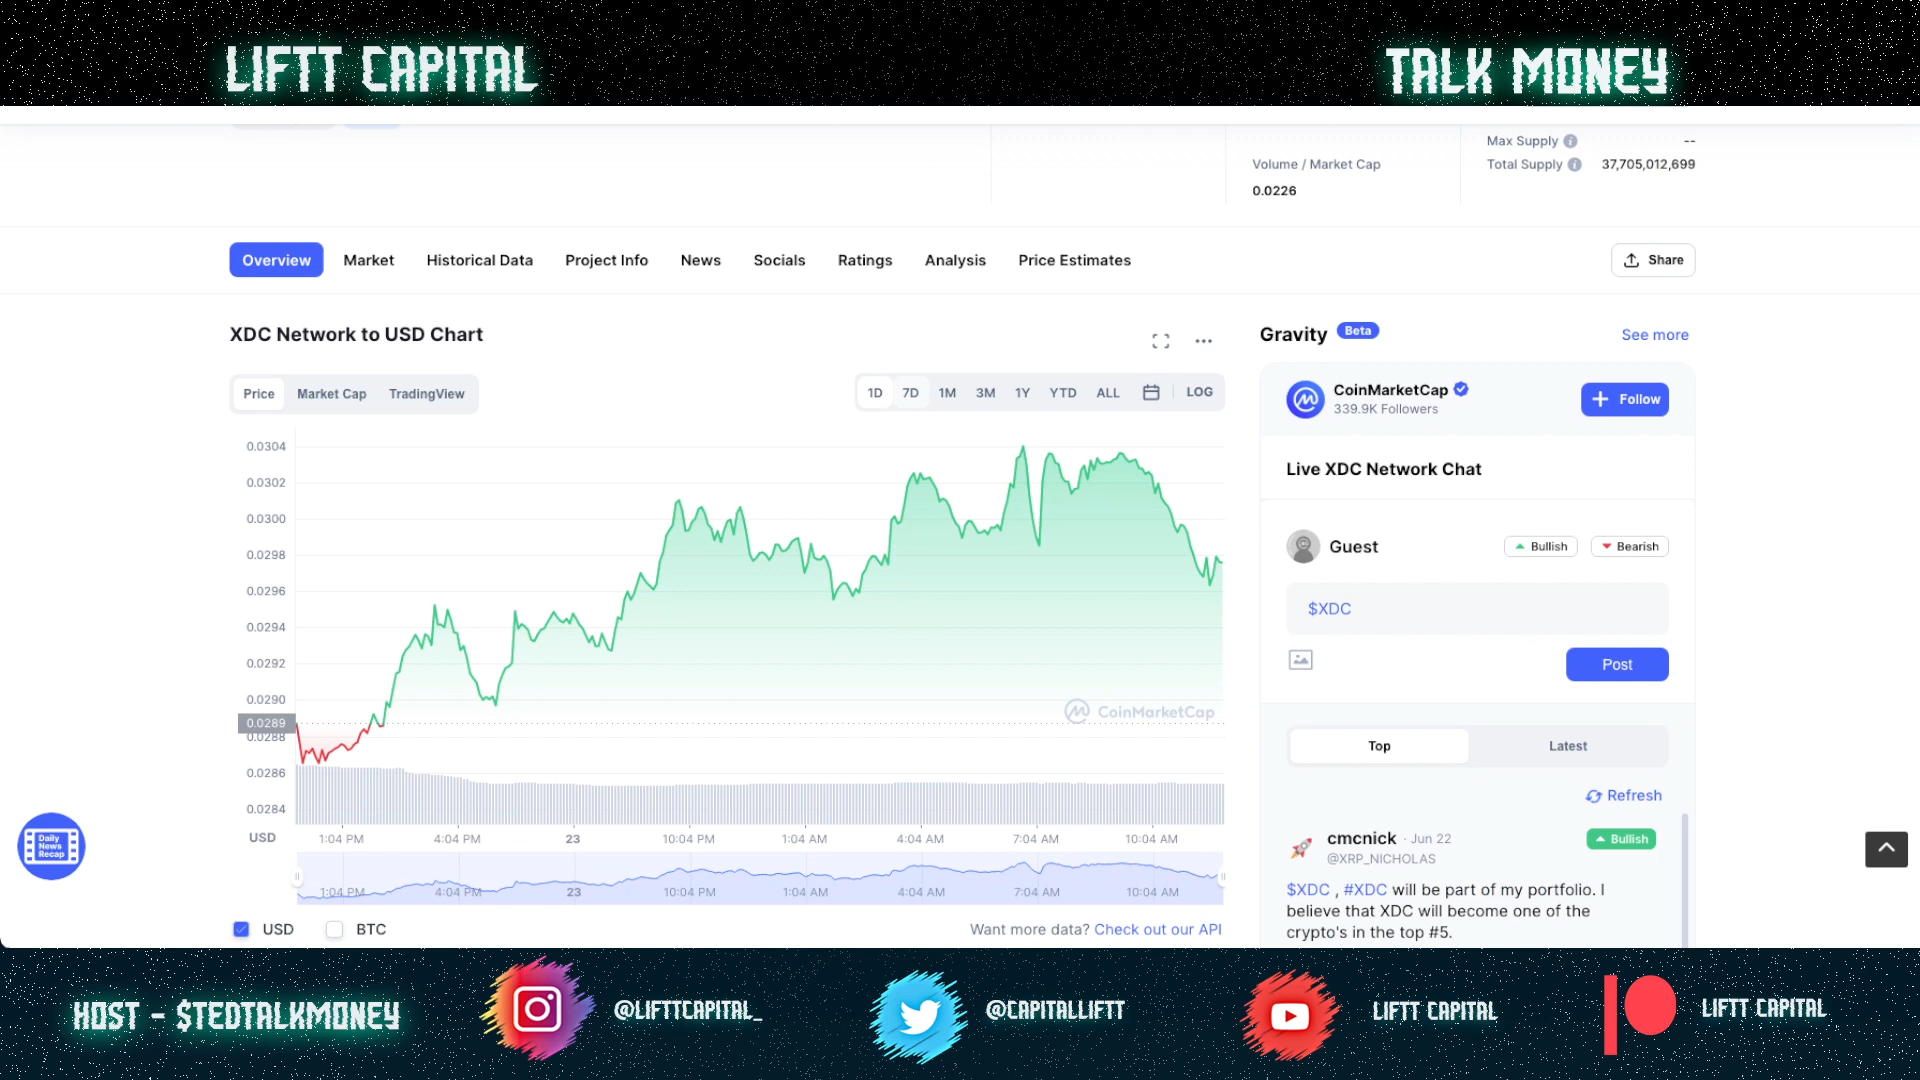 LIFTT CAPITAL
TALK MONEY
Max Supply --
Volume / Market Cap
Total Supply 37,705,012,699
0.0226
Overview Market Historical Data Project Info News Socials Ratings Analysis Price Estimates Share
XDC Network to USD Chart
Price Market Cap TradingView
1D 7D 1M 3M 1Y YTD ALL LOG
0.0304
0.0302
0.0300
0.0298
0.0296
0.0294
0.0292
0.0290
0.0289
0.0288
0.0286
0.0284
CoinMarketCap
USD 1:04 PM 4:04 PM 23 10:04 PM 1:04 AM 4:04 AM 7:04 AM 10:04 AM
1:04 PM 4:04 PM 23 10:04 PM 1:04 AM 4:04 AM 7:04 AM 10:04 AM
USD BTC
Want more data? Check out our API
Gravity Beta See more
CoinMarketCap
339.9K Followers
Follow
Live XDC Network Chat
Guest Bullish Bearish
$XDC
Post
Top Latest
Refresh
cmcnick · Jun 22 Bullish
@XRP_NICHOLAS
$XDC , #XDC will be part of my portfolio. I
believe that XDC will become one of the
crypto's in the top #5.
Daily
News
Recap
HOST - $TEDTALKMONEY
@LIFTTCAPITAL_
@CAPITALLIFTT
LIFTT CAPITAL
LIFTT CAPITAL